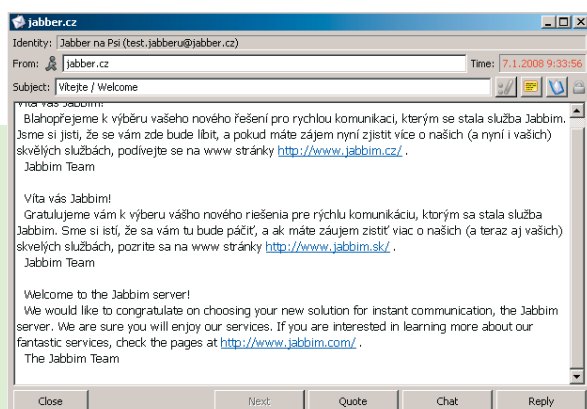 jabber.cz
Identity: Jabber na Psi (test.jabberu@jabber.cz)
From: jabber.cz Time: 7.1.2008 9:33:56
Subject: Vítejte / Welcome
Vítá vás Jabbim!
Blahopřejeme k výběru vašeho nového řešení pro rychlou komunikaci, kterým se stala služba Jabbim.
Jsme si jisti, že se vám zde bude líbit, a pokud máte zájem nyní zjistit více o našich (a nyní i vašich)
skvělých službách, podívejte se na www stránky http://www.jabbim.cz/ .
Jabbim Team
Víta vás Jabbim!
Gratulujeme vám k výberu vášho nového riešenia pre rýchlu komunikáciu, ktorým sa stala služba
Jabbim. Sme si istí, že sa vám tu bude páčiť, a ak máte záujem zistiť viac o našich (a teraz aj vašich)
skvelých službách, pozrite sa na www stránky http://www.jabbim.sk/ .
Jabbim Team
Welcome to the Jabbim server!
We would like to congratulate on choosing your new solution for instant communication, the Jabbim
server. We are sure you will enjoy our services. If you are interested in learning more about our
fantastic services, check the pages at http://www.jabbim.com/ .
The Jabbim Team
Close Next Quote Chat Reply